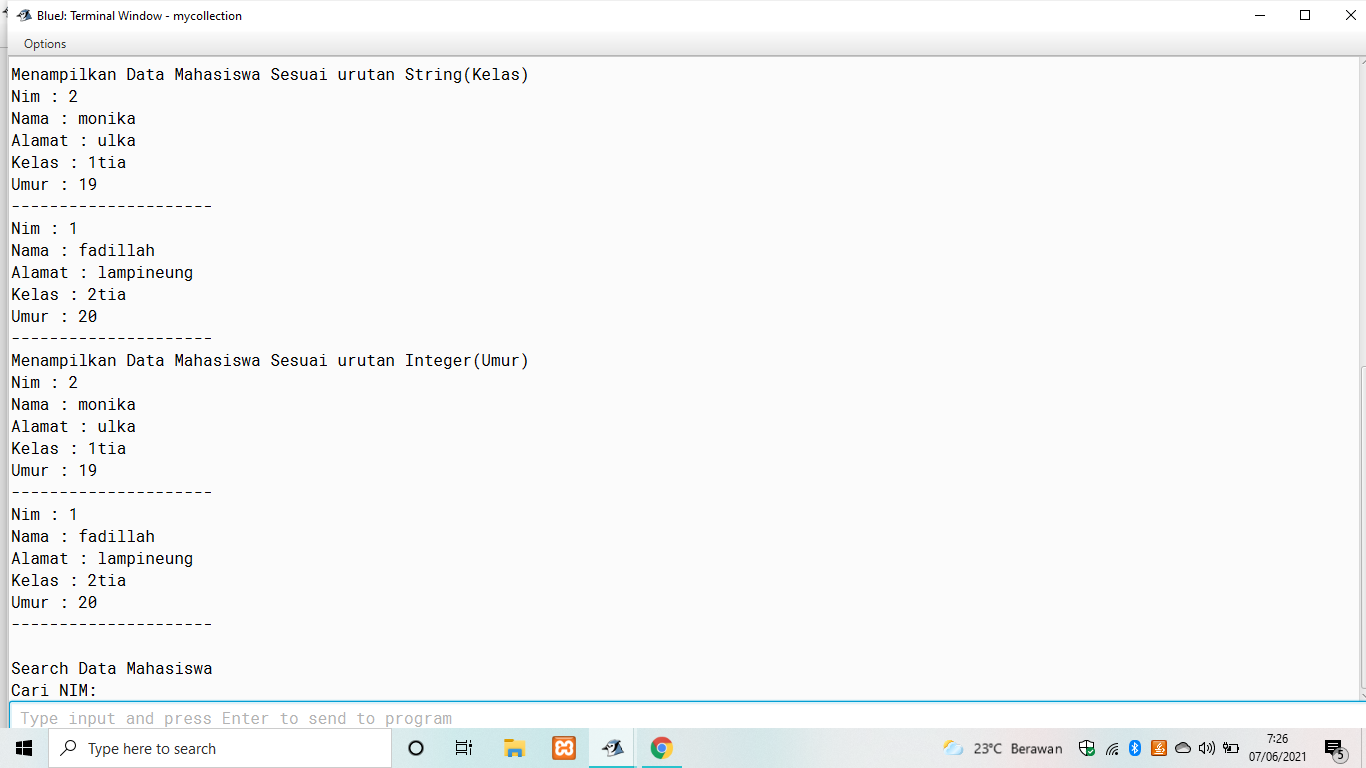 BlueJ: Terminal Window - mycollection
Options
Menampilkan Data Mahasiswa Sesuai urutan String(Kelas)
Nim : 2
Nama : monika
Alamat : ulka
Kelas : 1tia
Umur : 19
---------------------
Nim : 1
Nama : fadillah
Alamat : lampineung
Kelas : 2tia
Umur : 20
---------------------
Menampilkan Data Mahasiswa Sesuai urutan Integer(Umur)
Nim : 2
Nama : monika
Alamat : ulka
Kelas : 1tia
Umur : 19
---------------------
Nim : 1
Nama : fadillah
Alamat : lampineung
Kelas : 2tia
Umur : 20
---------------------
Search Data Mahasiswa
Cari NIM:
Type input and press Enter to send to program
Type here to search
23°C Berawan
7:26
07/06/2021
5